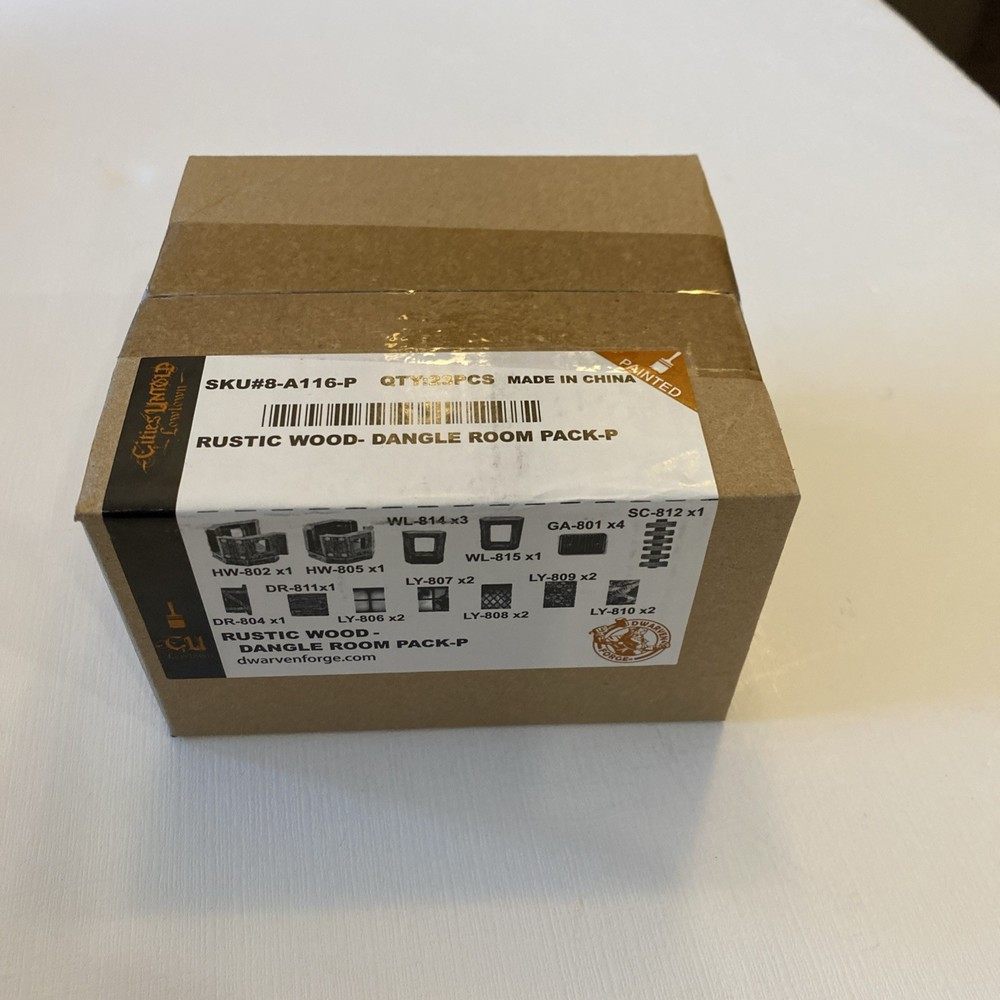 Cities Untold
Lowtown
SKU#8-A116-P QTY:23PCS MADE IN CHINA
PAINTED
RUSTIC WOOD- DANGLE ROOM PACK-P
HW-802 x1
HW-805 x1
WL-814 x3
WL-815 x1
GA-801 x4
SC-812 x1
DR-804 x1
DR-811x1
LY-806 x2
LY-807 x2
LY-808 x2
LY-809 x2
LY-810 x2
RUSTIC WOOD -
DANGLE ROOM PACK-P
dwarvenforge.com
CU
DWARVEN
FORGE